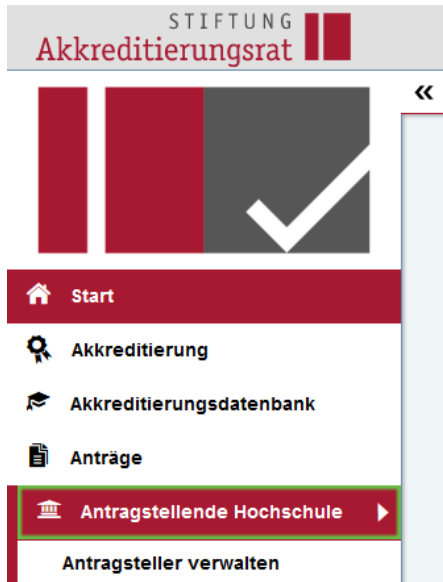 STIFTUNG
Akkreditierungsrat
«
Start
Akkreditierung
Akkreditierungsdatenbank
Anträge
Antragstellende Hochschule
Antragsteller verwalten